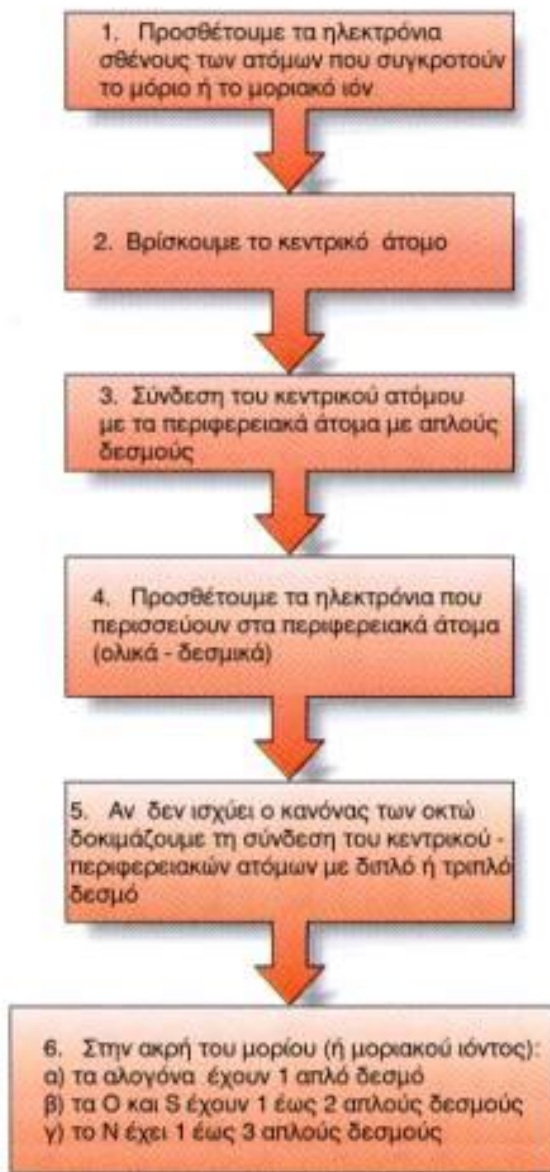 1. Προσθέτουμε τα ηλεκτρόνια
σθένους των ατόμων που συγκροτούν
το μόριο ή το μοριακό ιόν
2. Βρίσκουμε το κεντρικό άτομο
3. Σύνδεση του κεντρικού ατόμου
με τα περιφερειακά άτομα με απλούς
δεσμούς
4. Προσθέτουμε τα ηλεκτρόνια που
περισσεύουν στα περιφερειακά άτομα
(ολικά - δεσμικά)
5. Αν δεν ισχύει ο κανόνας των οκτώ
δοκιμάζουμε τη σύνδεση του κεντρικού -
περιφερειακών ατόμων με διπλό ή τριπλό
δεσμό
6. Στην ακρή του μορίου (ή μοριακού ιόντος):
α) τα αλογόνα έχουν 1 απλό δεσμό
β) τα Ο και S έχουν 1 έως 2 απλούς δεσμούς
γ) το Ν έχει 1 έως 3 απλούς δεσμούς